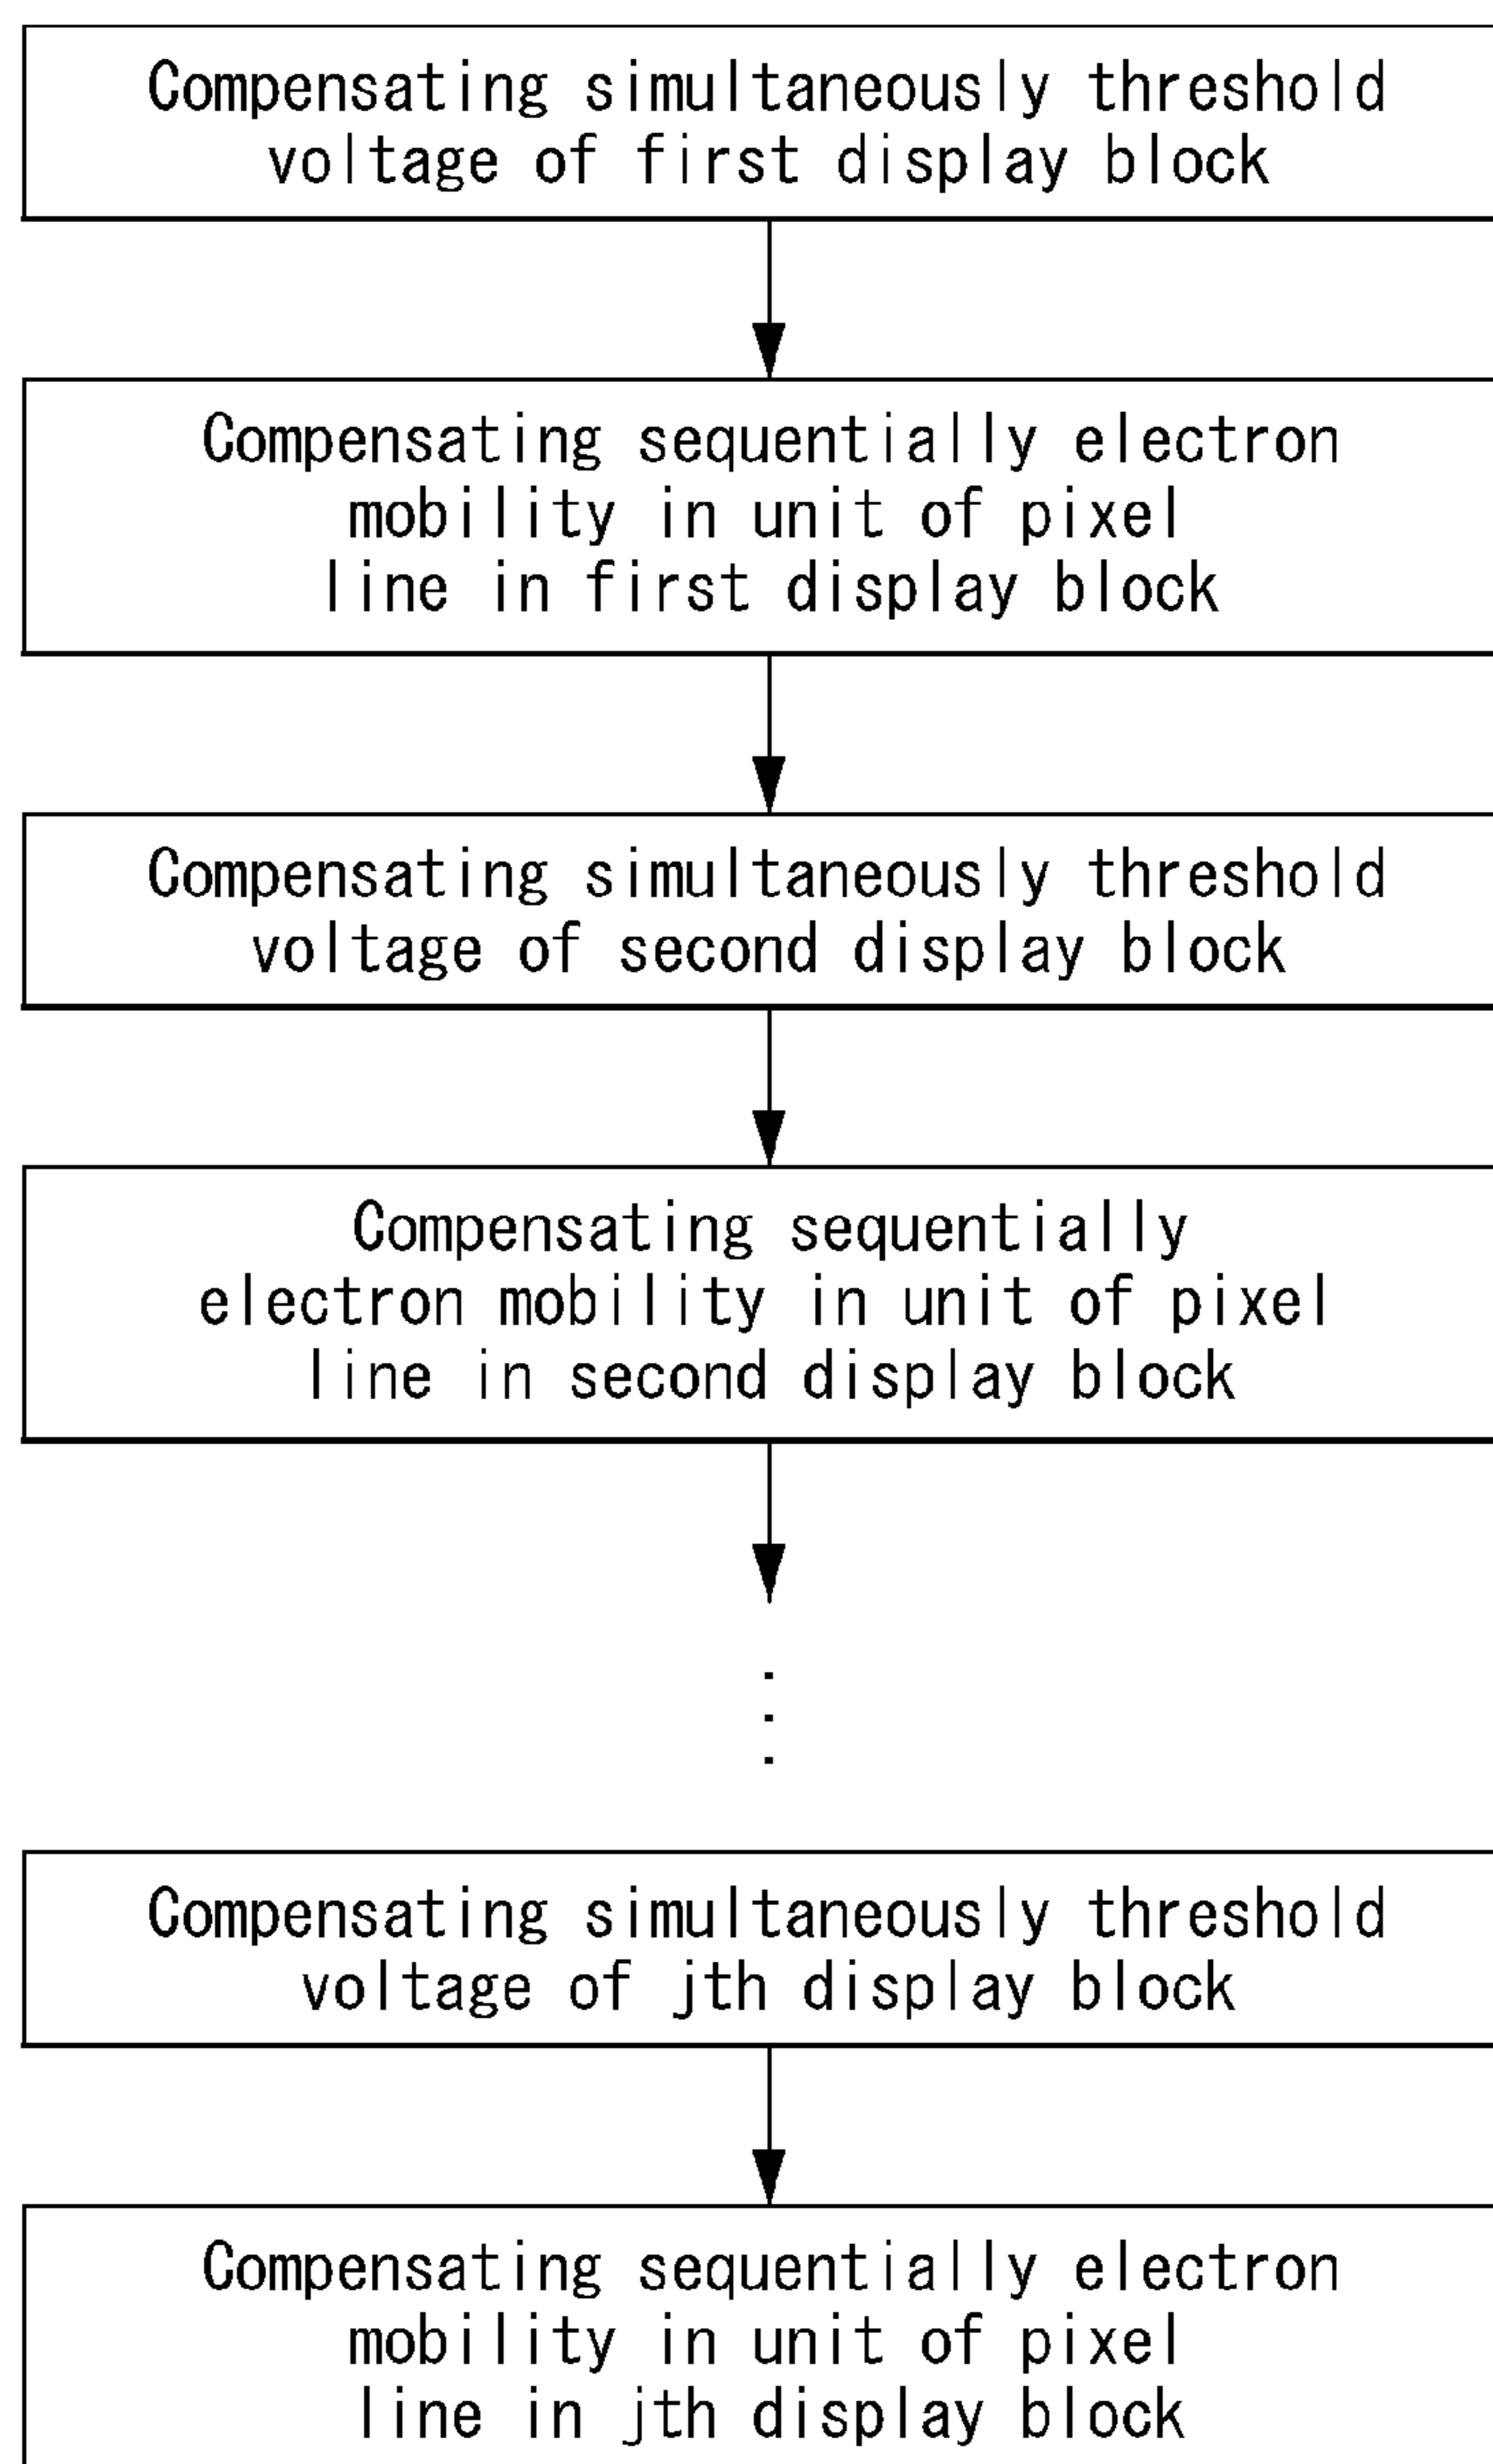 Compensating simultaneously threshold
voltage of first display block
Compensating sequentially electron
mobility in unit of pixel
line in first display block
Compensating simultaneously threshold
voltage of second display block
Compensating sequentially
electron mobility in unit of pixel
line in second display block
Compensating simultaneously threshold
voltage of jth display block
Compensating sequentially electron
mobility in unit of pixel
line in jth display block